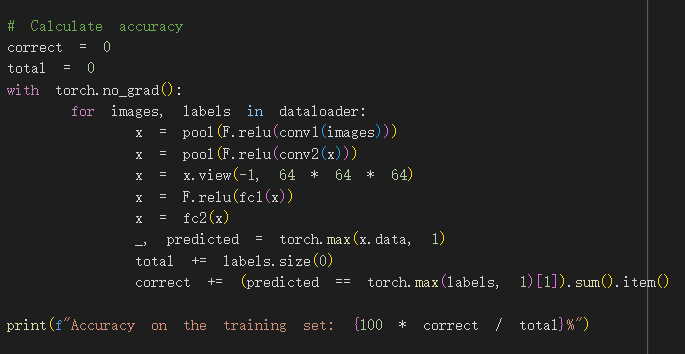 # Calculate accuracy
correct = 0
total = 0
with torch.no_grad():
    for images, labels in dataloader:
        x = pool(F.relu(conv1(images)))
        x = pool(F.relu(conv2(x)))
        x = x.view(-1, 64 * 64 * 64)
        x = F.relu(fc1(x))
        x = fc2(x)
        _, predicted = torch.max(x.data, 1)
        total += labels.size(0)
        correct += (predicted == torch.max(labels, 1)[1]).sum().item()
print(f"Accuracy on the training set: {100 * correct / total}%")